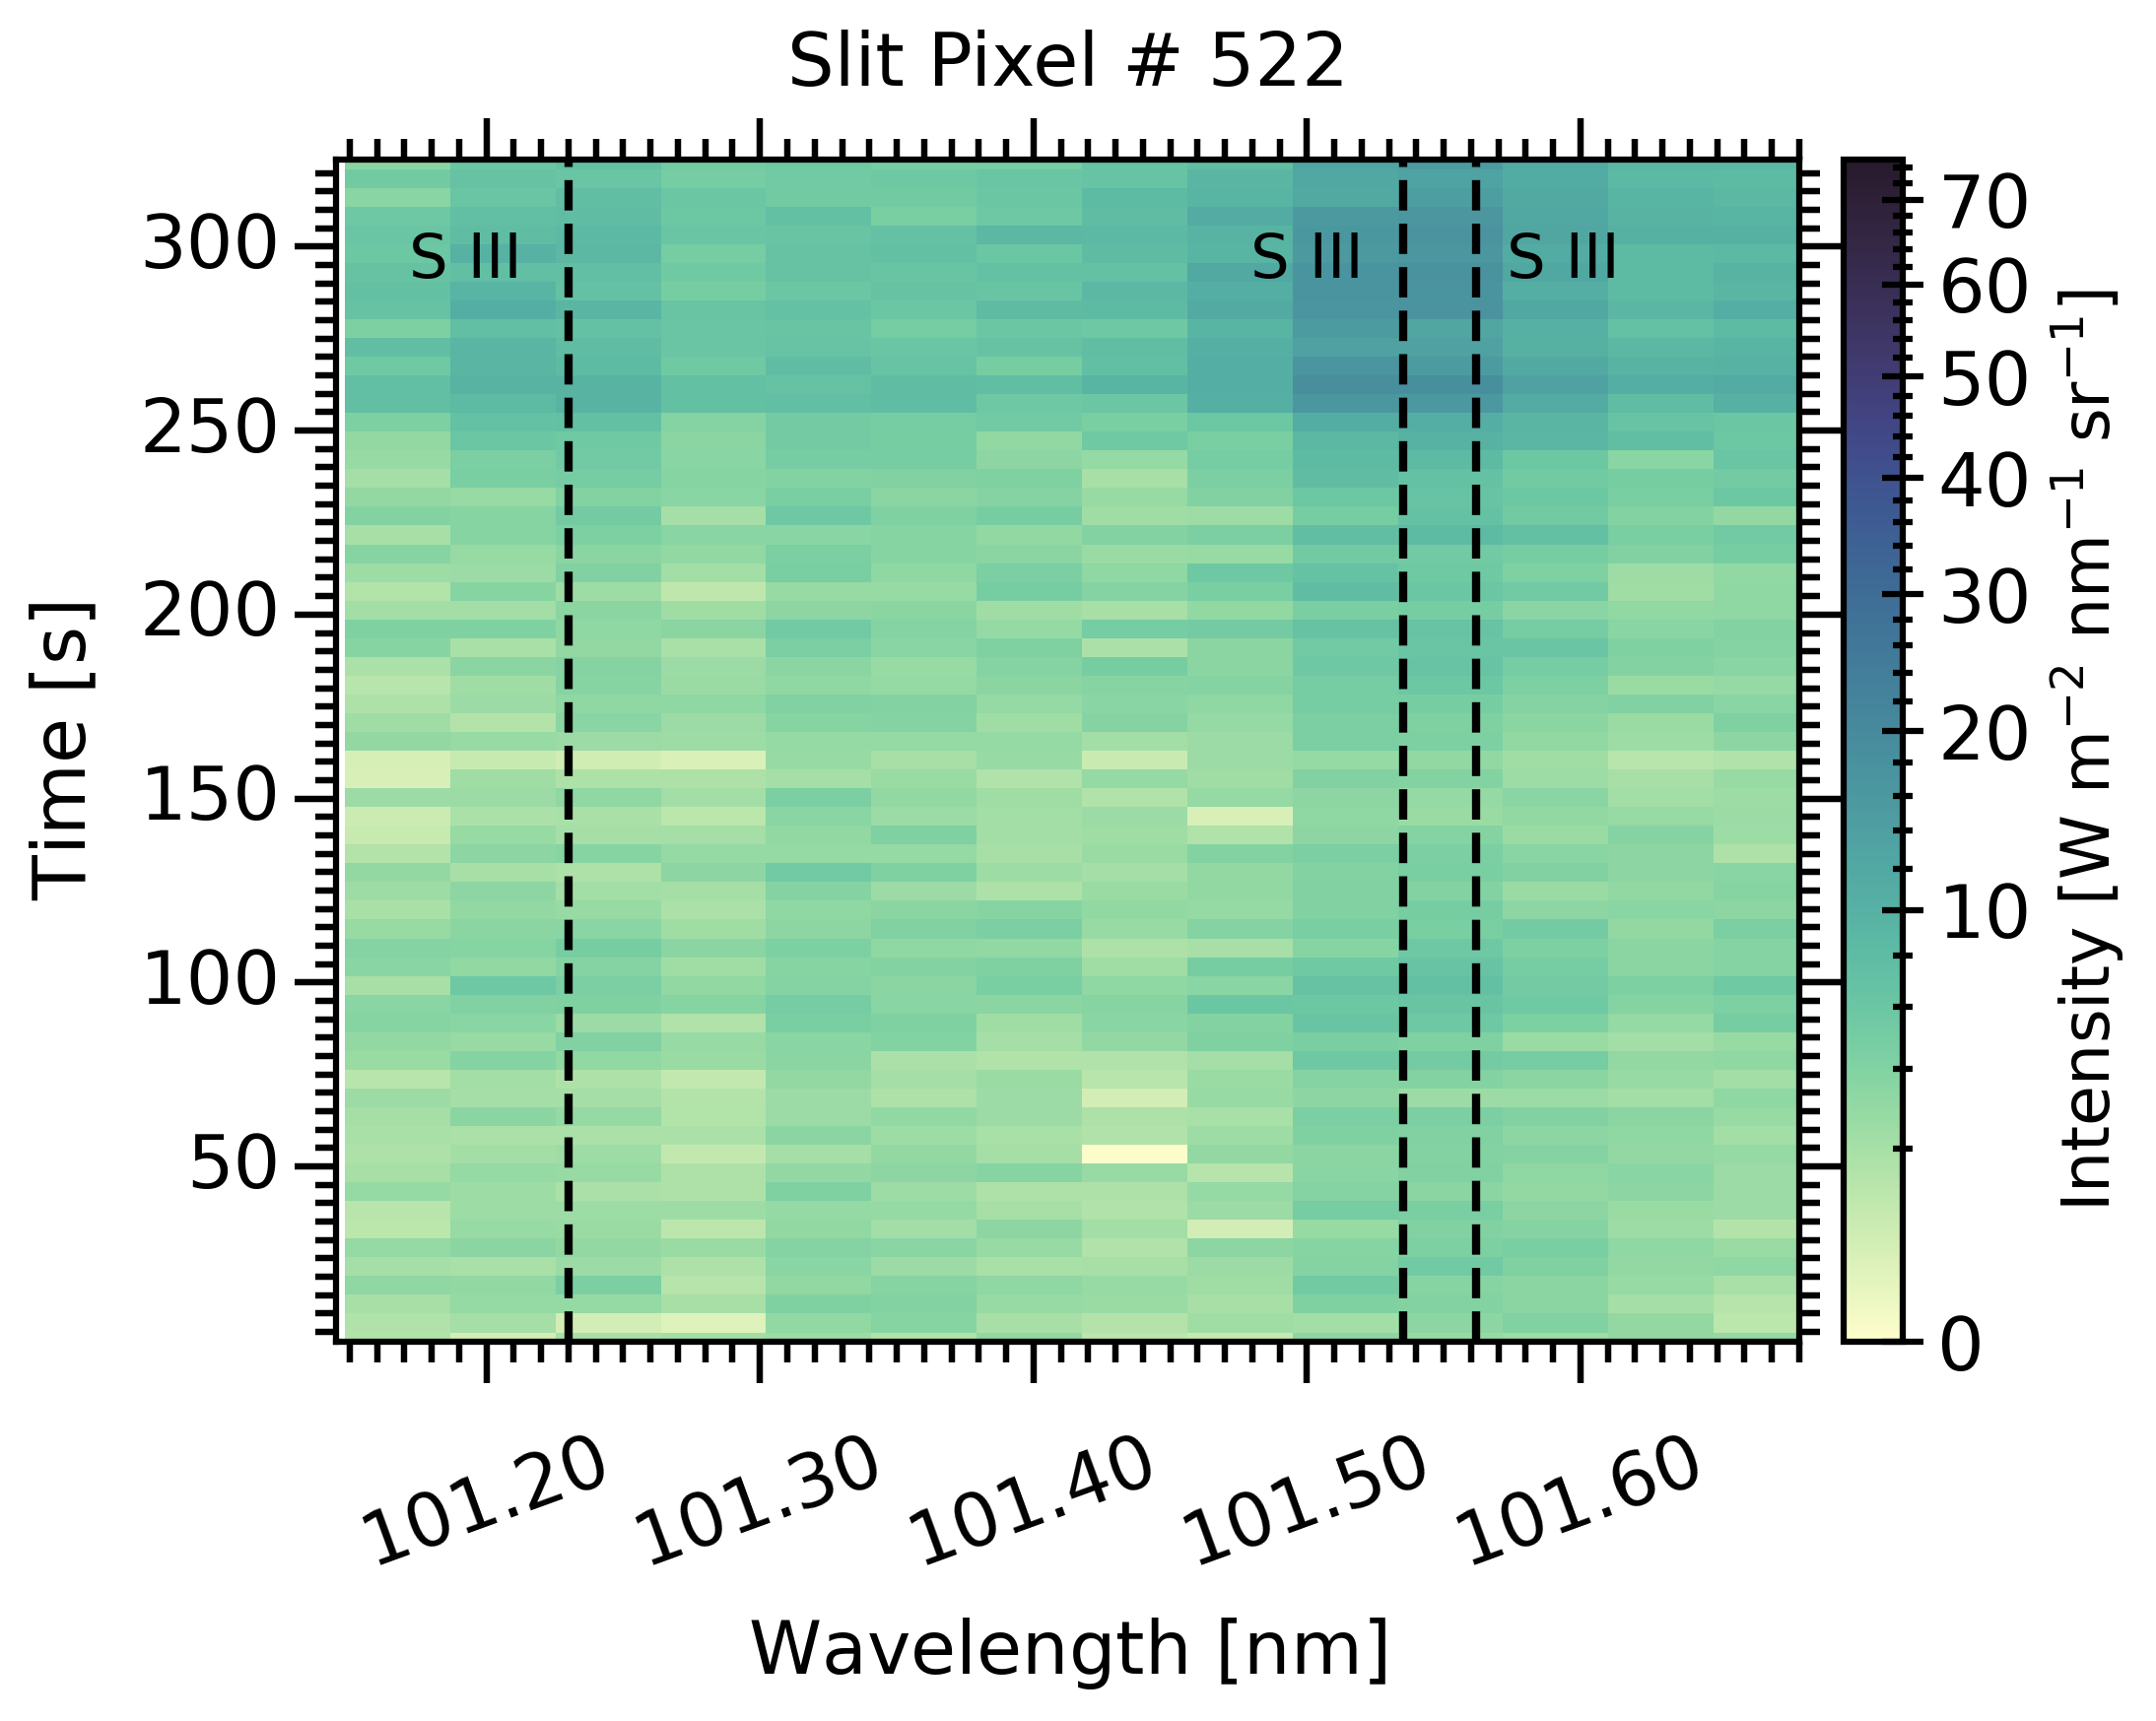 Slit Pixel # 522
S III
S III
S III
300
250
200
150
100
50
Time [s]
101.20
101.30
101.40
101.50
101.60
Wavelength [nm]
70
60
50
40
30
20
10
0
Intensity [W m⁻² nm⁻¹ sr⁻¹]